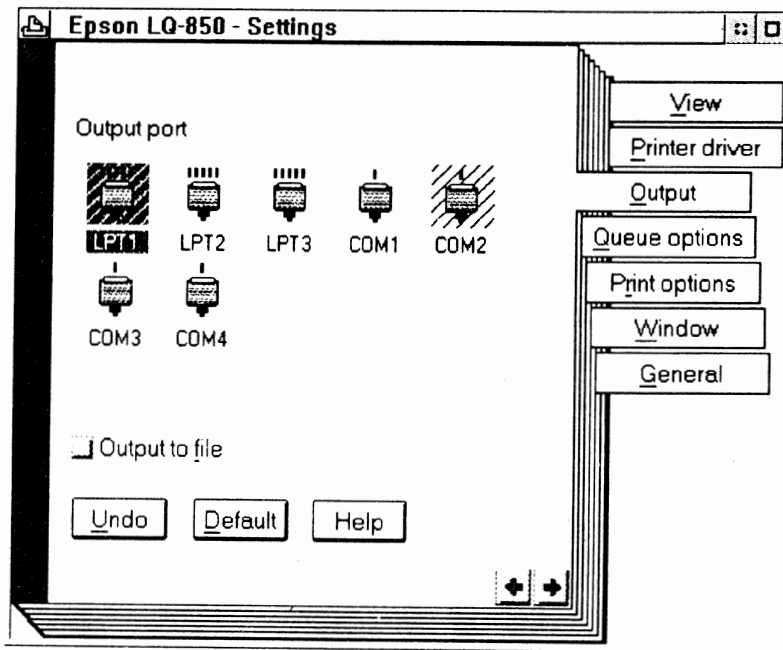 Epson LQ-850 - Settings
View
Printer driver
Output
Queue options
Print options
Window
General
Output port
LPT1 LPT2 LPT3 COM1 COM2
COM3 COM4
Output to file
Undo Default Help